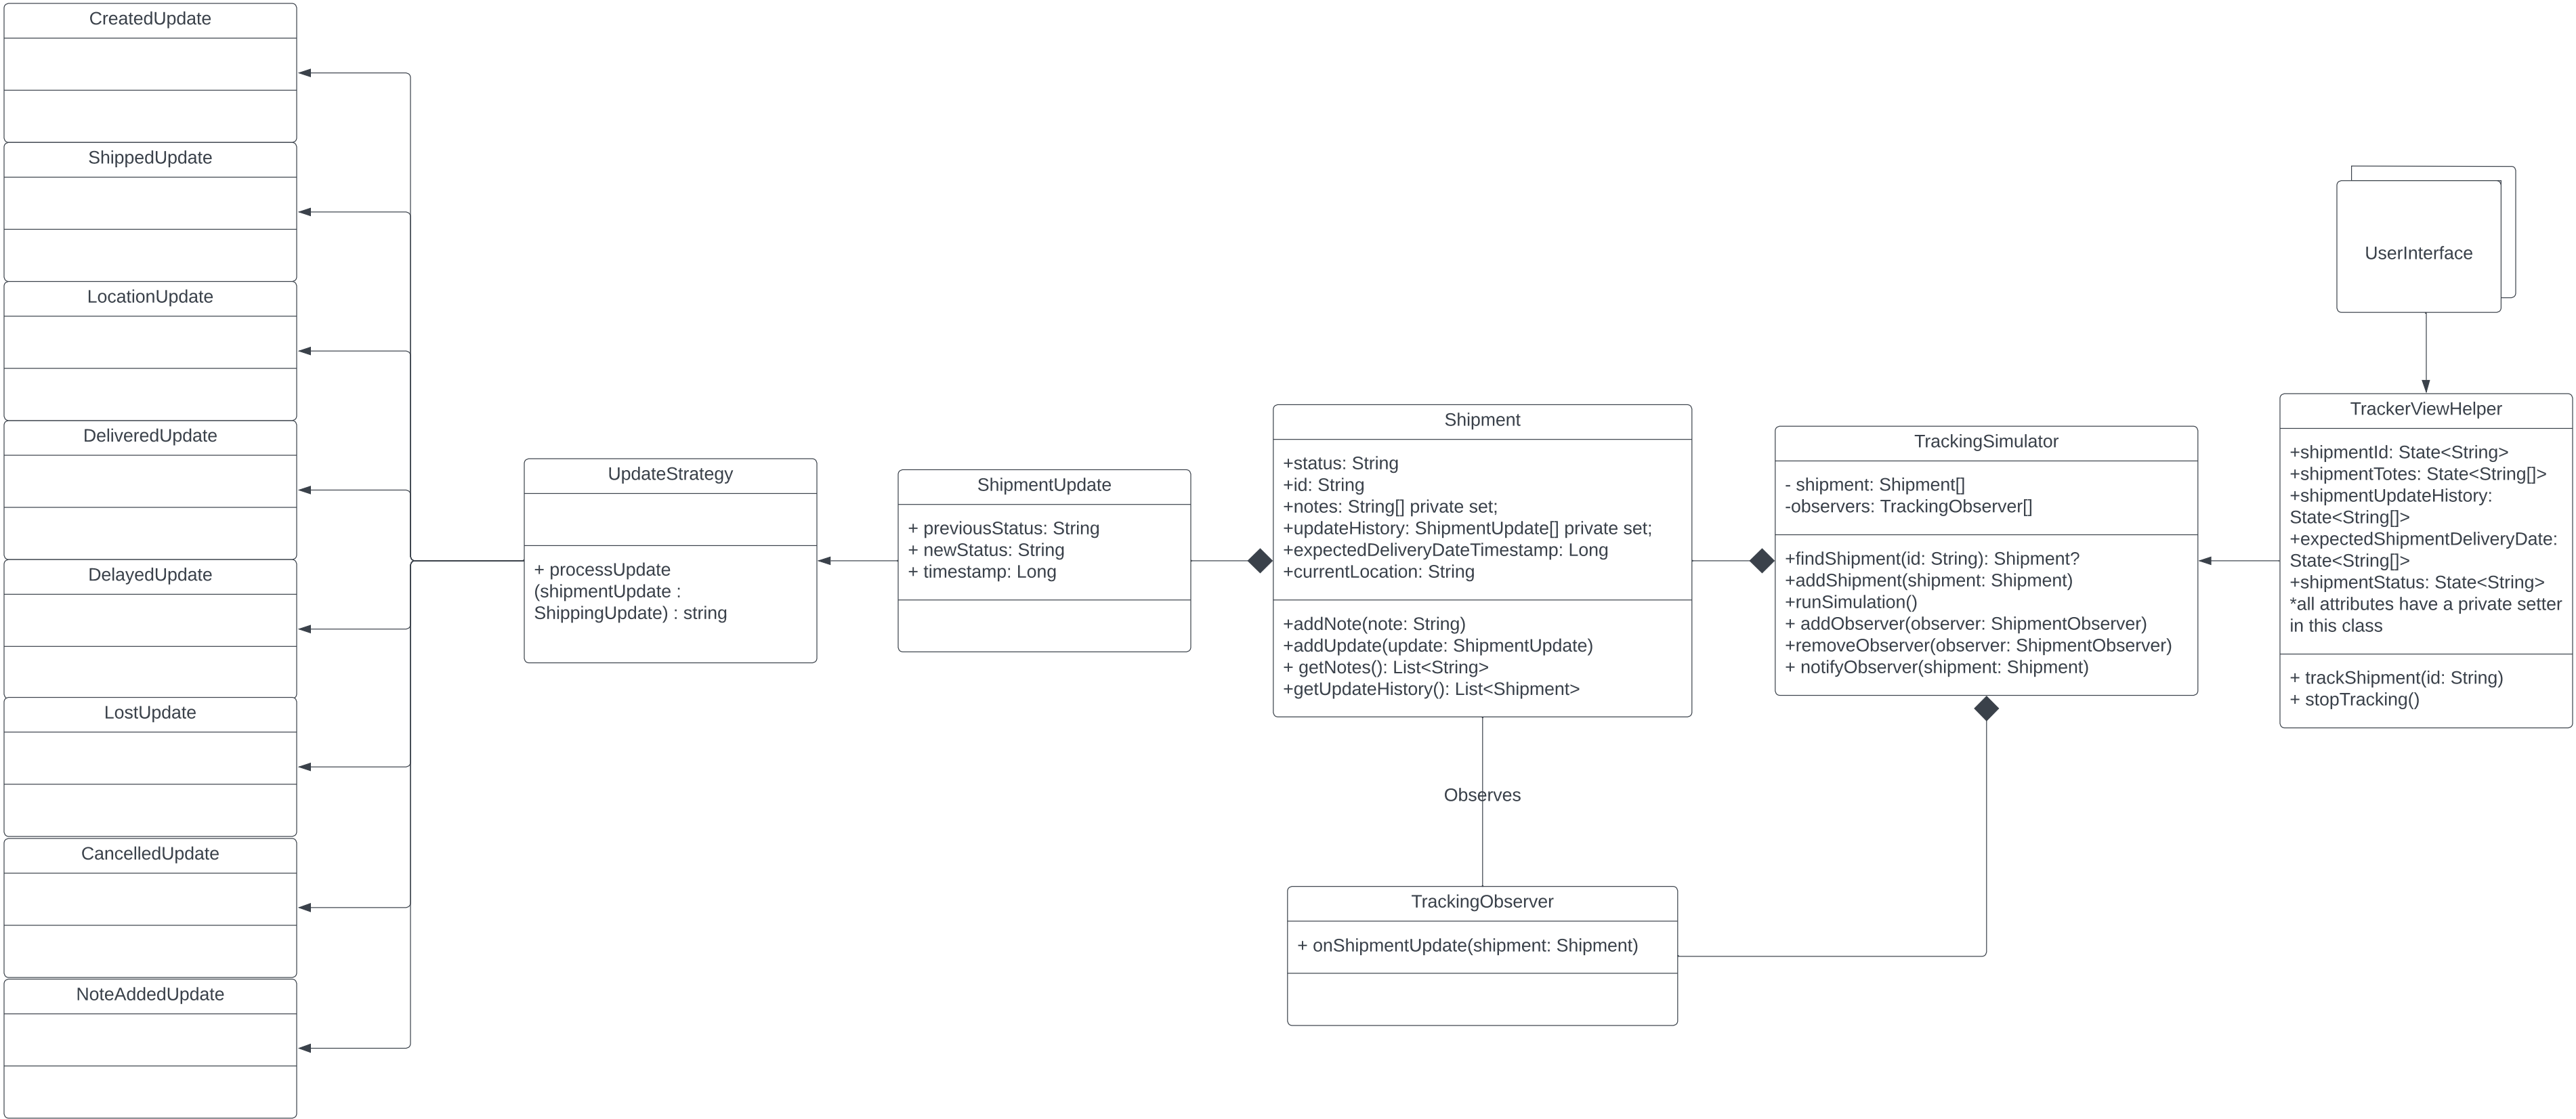 CreatedUpdate
ShippedUpdate
LocationUpdate
DeliveredUpdate
DelayedUpdate
LostUpdate
CancelledUpdate
NoteAddedUpdate
UpdateStrategy
+ processUpdate
(shipmentUpdate :
ShippingUpdate) : string
ShipmentUpdate
+ previousStatus: String
+ newStatus: String
+ timestamp: Long
Shipment
+status: String
+id: String
+notes: String[] private set;
+updateHistory: ShipmentUpdate[] private set;
+expectedDeliveryDateTimestamp: Long
+currentLocation: String
+addNote(note: String)
+addUpdate(update: ShipmentUpdate)
+ getNotes(): List<String>
+getUpdateHistory(): List<Shipment>
Observes
TrackingObserver
+ onShipmentUpdate(shipment: Shipment)
TrackingSimulator
- shipment: Shipment[]
-observers: TrackingObserver[]
+findShipment(id: String): Shipment?
+addShipment(shipment: Shipment)
+runSimulation()
+ addObserver(observer: ShipmentObserver)
+removeObserver(observer: ShipmentObserver)
+ notifyObserver(shipment: Shipment)
UserInterface
TrackerViewHelper
+shipmentId: State<String>
+shipmentTotes: State<String[]>
+shipmentUpdateHistory:
State<String[]>
+expectedShipmentDeliveryDate:
State<String[]>
+shipmentStatus: State<String>
*all attributes have a private setter
in this class
+ trackShipment(id: String)
+ stopTracking()